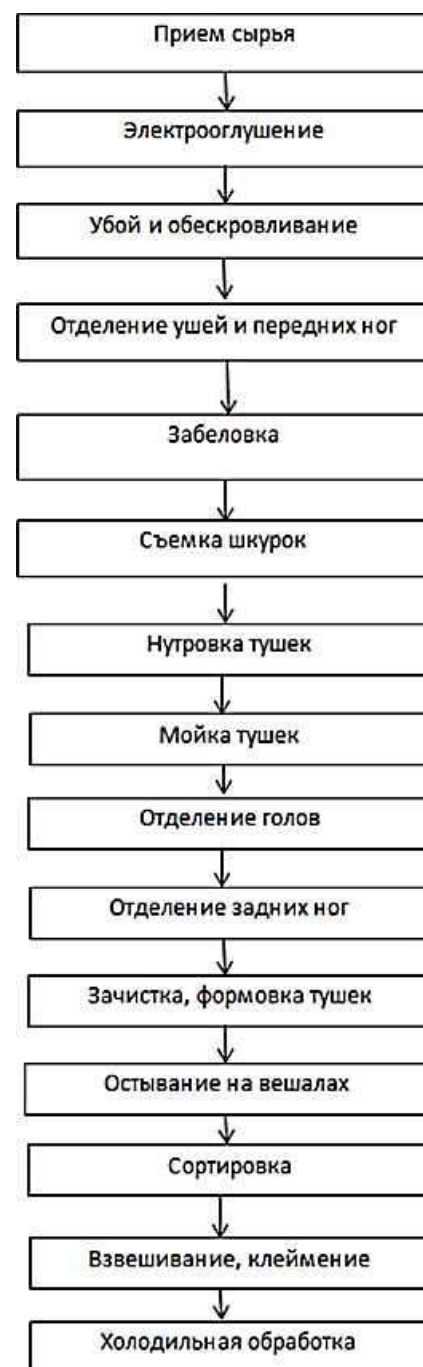 Прием сырья
Электрооглушение
Убой и обескровливание
Отделение ушей и передних ног
Забеловка
Съемка шкурок
Нутровка тушек
Мойка тушек
Отделение голов
Отделение задних ног
Зачистка, формовка тушек
Остывание на вешалах
Сортировка
Взвешивание, клеймение
Холодильная обработка